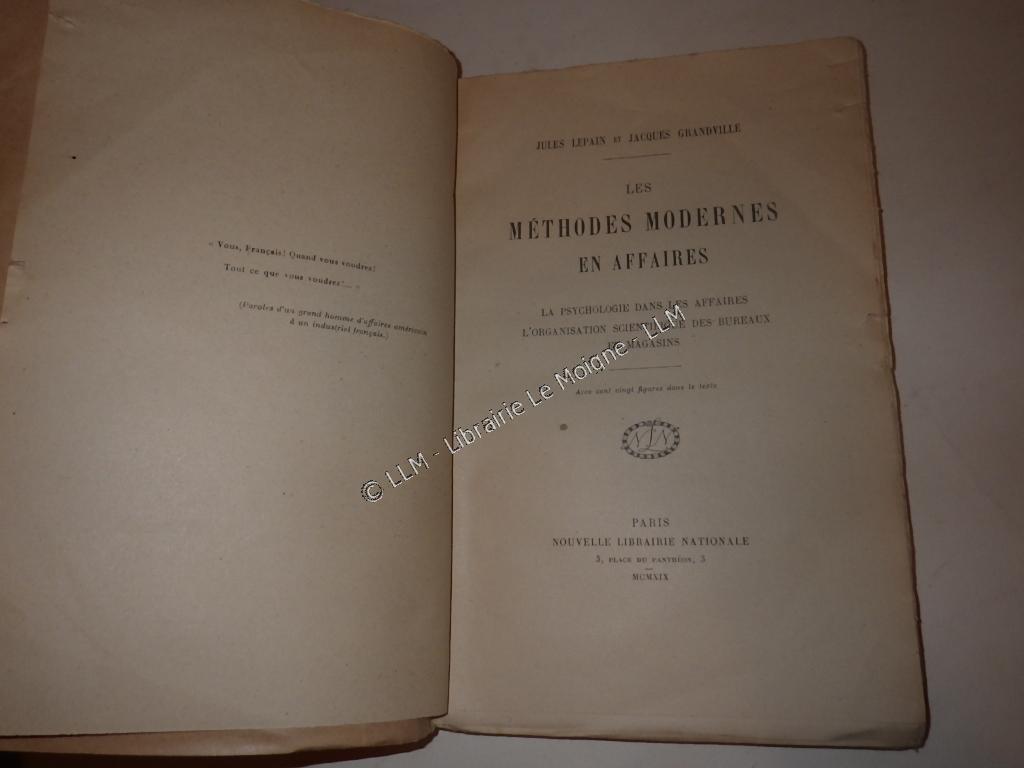 « Vous, Français! Quand vous voudrez!
Tout ce que vous voudrez!... »
(Paroles d'un grand homme d'affaires américain
à un industriel français.)
JULES LEPAIN ET JACQUES GRANDVILLE
LES
MÉTHODES MODERNES
EN AFFAIRES
LA PSYCHOLOGIE DANS LES AFFAIRES
L'ORGANISATION SCIENTIFIQUE DES BUREAUX
ET MAGASINS
Avec cent vingt figures dans le texte
NLN
PARIS
NOUVELLE LIBRAIRIE NATIONALE
3, PLACE DU PANTHÉON, 3
MCMXIX
© LLM - Librairie Le Moigne - LLM